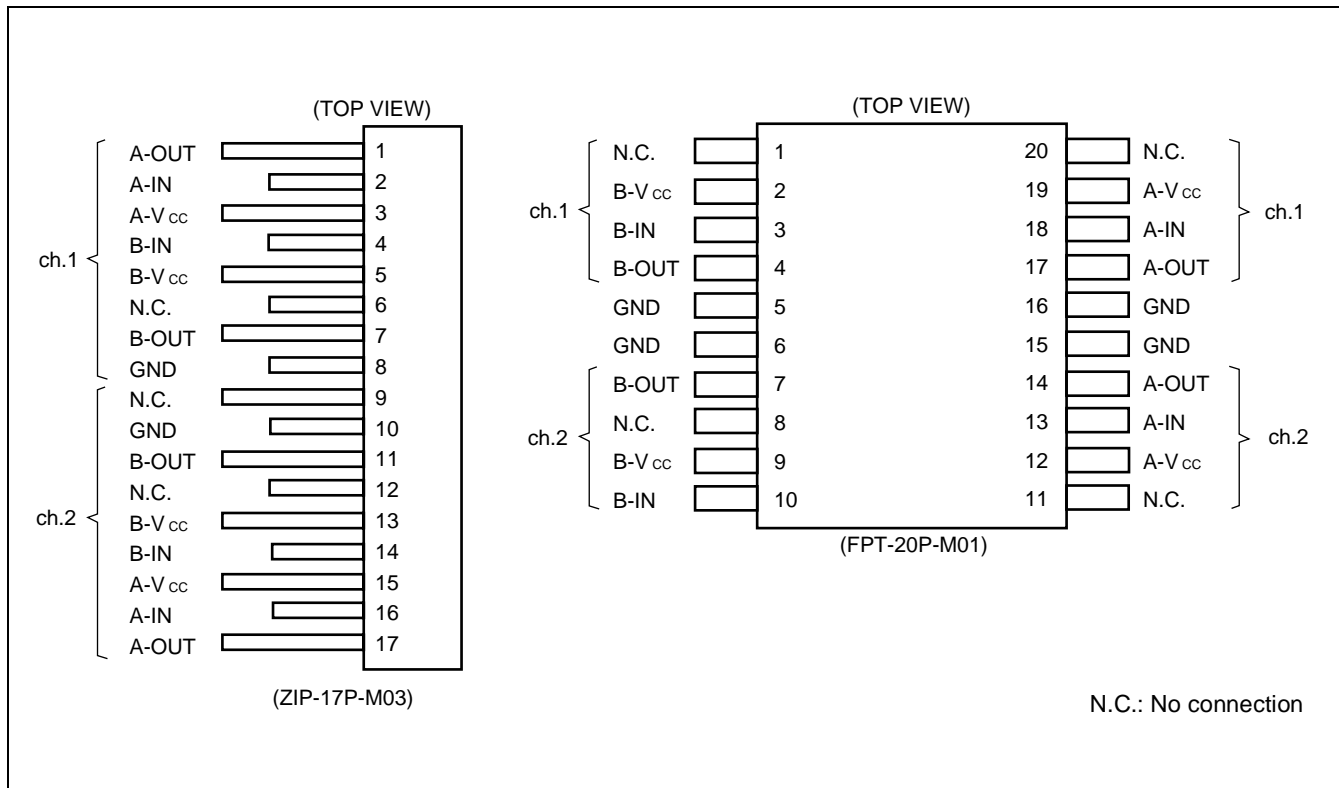 (TOP VIEW)
ch.1
A-OUT 1
A-IN 2
A-VCC 3
B-IN 4
B-VCC 5
N.C. 6
B-OUT 7
GND 8
ch.2
N.C. 9
GND 10
B-OUT 11
N.C. 12
B-VCC 13
B-IN 14
A-VCC 15
A-IN 16
A-OUT 17
(ZIP-17P-M03)
(TOP VIEW)
N.C. 1 20 N.C.
B-VCC 2 19 A-VCC
ch.1 B-IN 3 18 A-IN ch.1
B-OUT 4 17 A-OUT
GND 5 16 GND
GND 6 15 GND
B-OUT 7 14 A-OUT
ch.2 N.C. 8 13 A-IN ch.2
B-VCC 9 12 A-VCC
B-IN 10 11 N.C.
(FPT-20P-M01)
N.C.: No connection